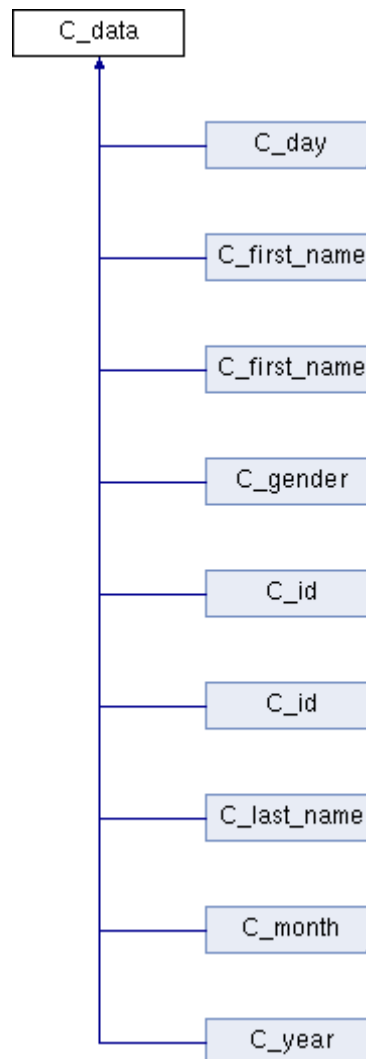 C_data
C_day
C_first_name
C_first_name
C_gender
C_id
C_id
C_last_name
C_month
C_year